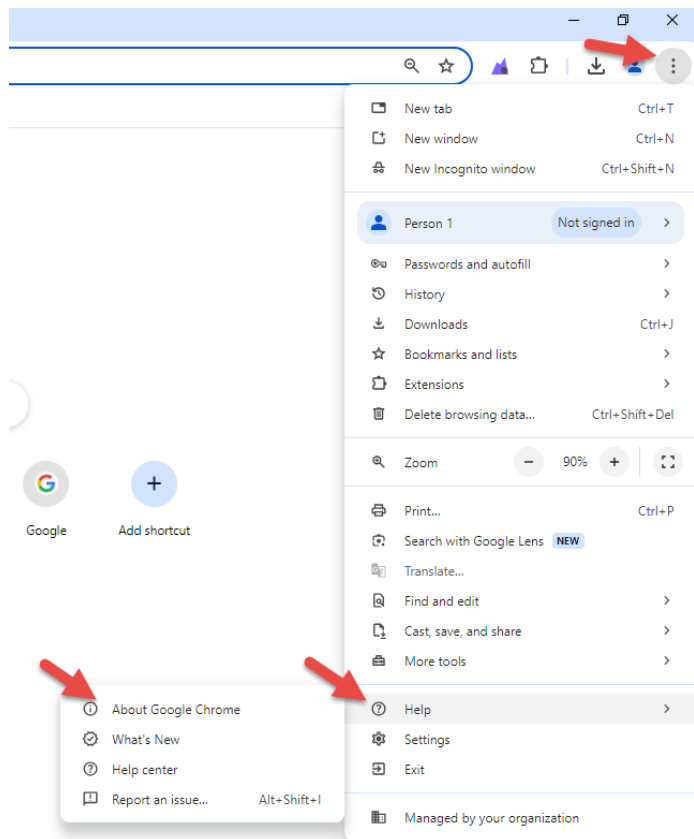 New tab Ctrl+T
New window Ctrl+N
New Incognito window Ctrl+Shift+N
Person 1 Not signed in
Passwords and autofill
History
Downloads Ctrl+J
Bookmarks and lists
Extensions
Delete browsing data... Ctrl+Shift+Del
Zoom − 90% +
Google Add shortcut
Print... Ctrl+P
Search with Google Lens NEW
Translate...
Find and edit
Cast, save, and share
More tools
Help
Settings
Exit
Managed by your organization
About Google Chrome
What's New
Help center
Report an issue... Alt+Shift+I